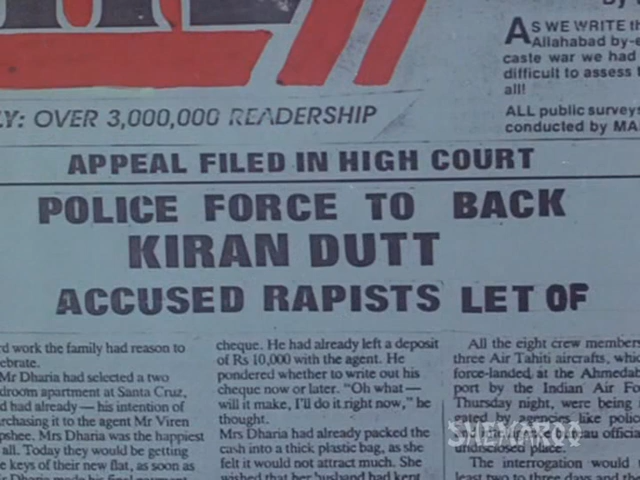 AS WE WRITE
Allahabad
caste war we had
difficult to assess
all!
ALL public surveys
conducted by
Y: OVER 3,000,000 READERSHIP
APPEAL FILED IN HIGH COURT
POLICE FORCE TO BACK
KIRAN DUTT
ACCUSED RAPISTS LET OF
rd work the family had reason to
ebrate.
Mr Dharia had selected a two
droom apartment at Santa Cruz,
d had already — his intention of
rchasing it to the agent Mr Viren
pshee. Mrs Dharia was the happiest
all. Today they would be getting
e keys of their new flat, as soon as
cheque. He had already left a deposit
of Rs 10,000 with the agent. He
pondered whether to write out his
cheque now or later. "Oh what —
will it make, I'll do it right now," he
thought.
Mrs Dharia had already packed the
cash into a thick plastic bag, as she
felt it would not attract much. She
wished that her husband had kept
All the eight crew members
three Air Tahiti aircrafts,
force-landed at the Ahmedab
port by the Indian Air Fo
Thursday night, were being
gated by agencies like
au
undisclosed place.
The interrogation would
least two to three days and the
SHEMAROO